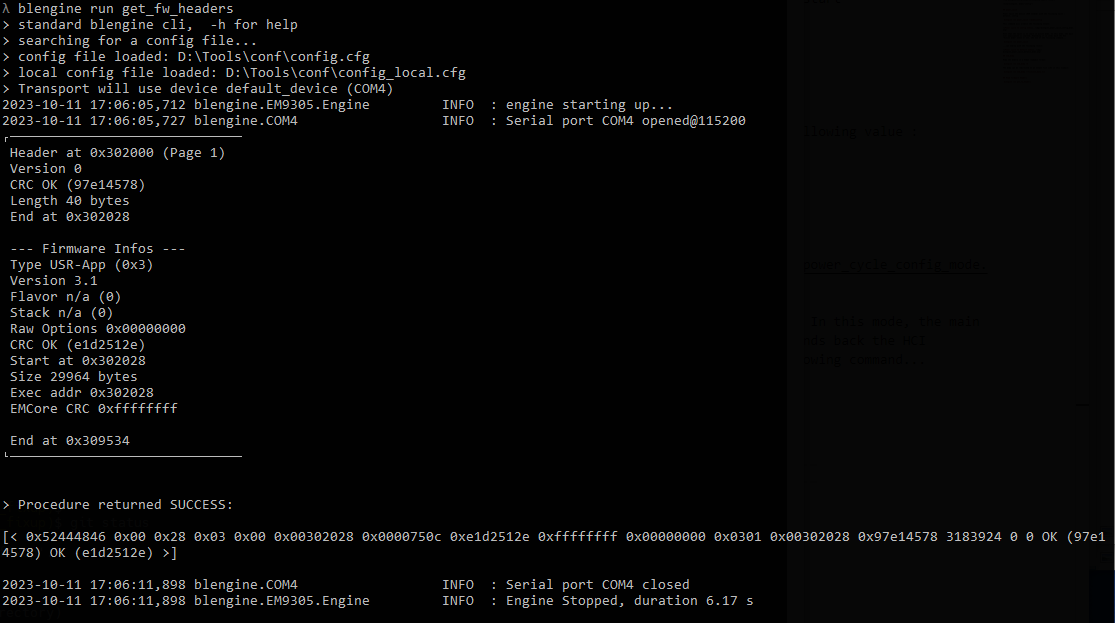 λ blengine run get_fw_headers
> standard blengine cli,  -h for help
> searching for a config file...
> config file loaded: D:\Tools\conf\config.cfg
> local config file loaded: D:\Tools\conf\config_local.cfg
> Transport will use device default_device (COM4)
2023-10-11 17:06:05,712 blengine.EM9305.Engine         INFO  : engine starting up...
2023-10-11 17:06:05,727 blengine.COM4                  INFO  : Serial port COM4 opened@115200
Header at 0x302000 (Page 1)
Version 0
CRC OK (97e14578)
Length 40 bytes
End at 0x302028
--- Firmware Infos ---
Type USR-App (0x3)
Version 3.1
Flavor n/a (0)
Stack n/a (0)
Raw Options 0x00000000
CRC OK (e1d2512e)
Start at 0x302028
Size 29964 bytes
Exec addr 0x302028
EMCore CRC 0xffffffff
End at 0x309534
> Procedure returned SUCCESS:
[< 0x52444846 0x00 0x28 0x03 0x00 0x00302028 0x0000750c 0xe1d2512e 0xffffffff 0x00000000 0x0301 0x00302028 0x97e14578 3183924 0 0 OK (97e1
4578) OK (e1d2512e) >]
2023-10-11 17:06:11,898 blengine.COM4                  INFO  : Serial port COM4 closed
2023-10-11 17:06:11,898 blengine.EM9305.Engine         INFO  : Engine Stopped, duration 6.17 s